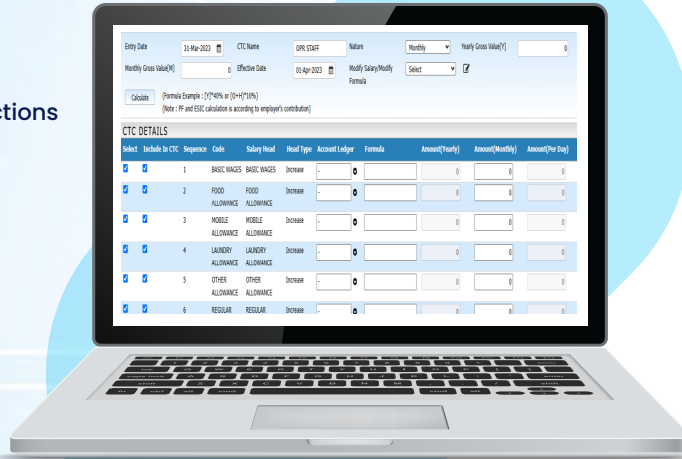 ctions
Entry Date 31-Mar-2023 CTC Name OPR STAFF Nature Monthly Yearly Gross Value[Y] 0
Monthly Gross Value[M] 0 Effective Date 01-Apr-2023 Modify Salary/Modify Formula Select
Calculate (Formula Example : [Y]*40% or (O+H)*10%)
(Note : PF and ESIC calculation is according to employer's contribution)
CTC DETAILS
Select Include In CTC Sequence Code Salary Head Head Type Account Ledger Formula Amount(Yearly) Amount(Monthly) Amount(Per Day)
1 BASIC WAGES BASIC WAGES Increase - 0 0 0
2 FOOD ALLOWANCE FOOD ALLOWANCE Increase - 0 0 0
3 MOBILE ALLOWANCE MOBILE ALLOWANCE Increase - 0 0 0
4 LAUNDRY ALLOWANCE LAUNDRY ALLOWANCE Increase - 0 0 0
5 OTHER ALLOWANCE OTHER ALLOWANCE Increase - 0 0 0
6 REGULAR REGULAR Increase - 0 0 0